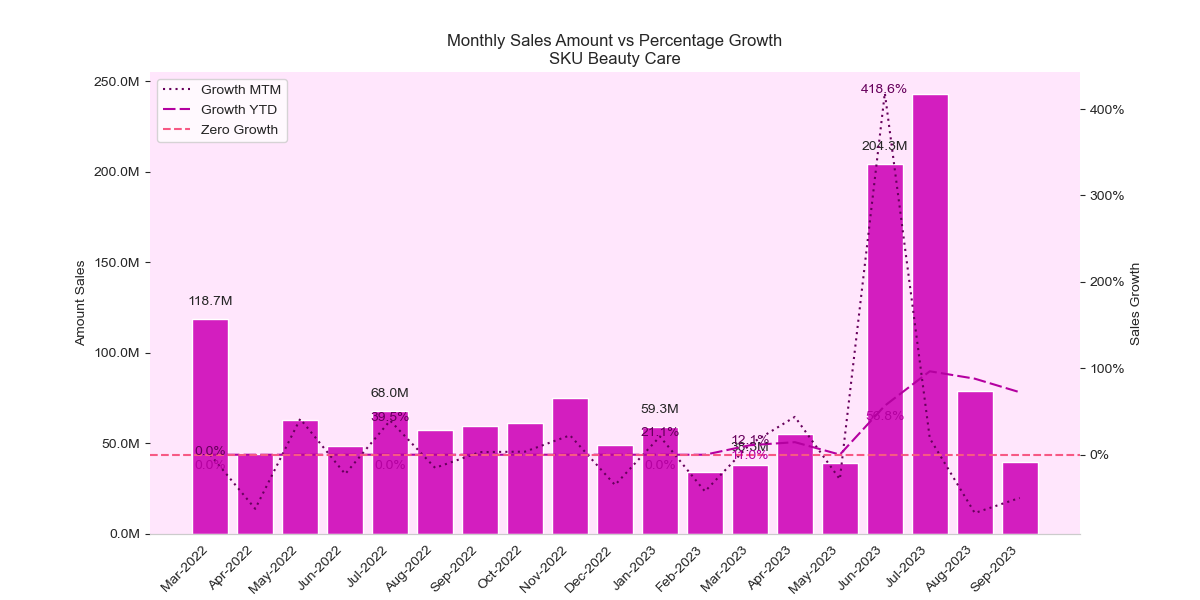 Monthly Sales Amount vs Percentage Growth
SKU Beauty Care
Growth MTM
Growth YTD
Zero Growth
250.0M
200.0M
150.0M
100.0M
50.0M
0.0M
Amount Sales
400%
300%
200%
100%
0%
Sales Growth
118.7M
0.0%
0.0%
68.0M
39.5%
0.0%
59.3M
21.1%
0.0%
12.1%
11.0%
418.6%
204.3M
Mar-2022
Apr-2022
May-2022
Jun-2022
Jul-2022
Aug-2022
Sep-2022
Oct-2022
Nov-2022
Dec-2022
Jan-2023
Feb-2023
Mar-2023
Apr-2023
May-2023
Jun-2023
Jul-2023
Aug-2023
Sep-2023